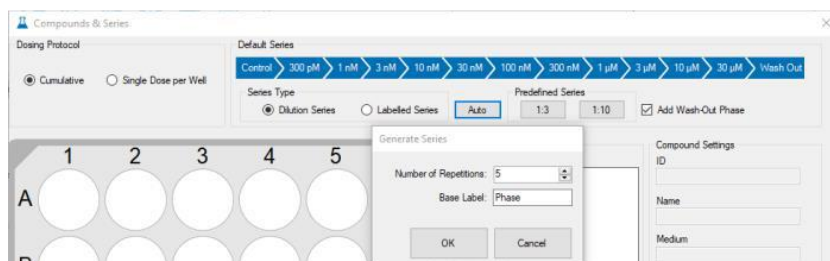 Compounds & Series
Dosing Protocol
Cumulative
Single Dose per Well
Default Series
Control 300 pM 1 nM 3 nM 10 nM 30 nM 100 nM 300 nM 1 µM 3 µM 10 µM 30 µM Wash Out
Series Type
Dilution Series
Labelled Series
Auto
Predefined Series
1:3
1:10
Add Wash-Out Phase
1 2 3 4 5
A
Generate Series
Number of Repetitions: 5
Base Label: Phase
OK
Cancel
Compound Settings
ID
Name
Medium